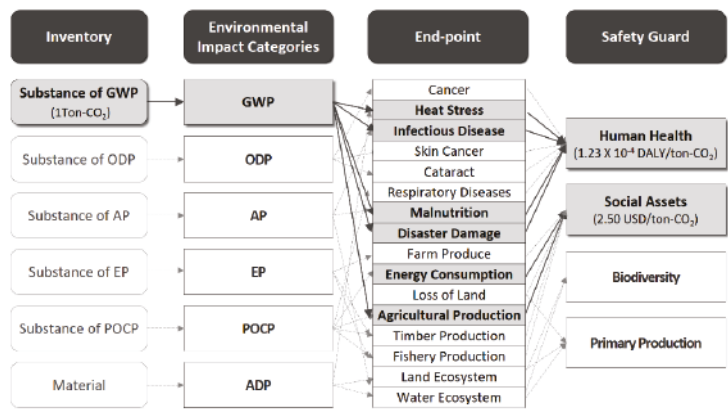 Inventory
Environmental
Impact Categories
End-point
Safety Guard
Substance of GWP
(1Ton-CO₂)
Substance of ODP
Substance of AP
Substance of EP
Substance of POCP
Material
GWP
ODP
AP
EP
POCP
ADP
Cancer
Heat Stress
Infectious Disease
Skin Cancer
Cataract
Respiratory Diseases
Malnutrition
Disaster Damage
Farm Produce
Energy Consumption
Loss of Land
Agricultural Production
Timber Production
Fishery Production
Land Ecosystem
Water Ecosystem
Human Health
(1.23 X 10⁻⁴ DALY/ton-CO₂)
Social Assets
(2.50 USD/ton-CO₂)
Biodiversity
Primary Production